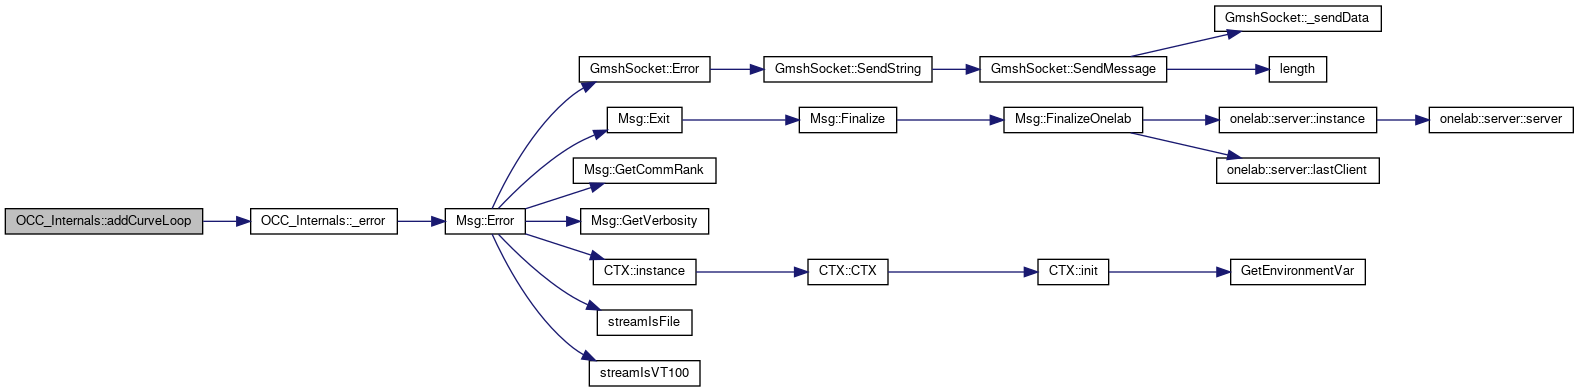 GmshSocket::_sendData
GmshSocket::Error
GmshSocket::SendString
GmshSocket::SendMessage
length
Msg::Exit
Msg::Finalize
Msg::FinalizeOnelab
onelab::server::instance
onelab::server::server
Msg::GetCommRank
onelab::server::lastClient
OCC_Internals::addCurveLoop
OCC_Internals::_error
Msg::Error
Msg::GetVerbosity
CTX::instance
CTX::CTX
CTX::init
GetEnvironmentVar
streamIsFile
streamIsVT100